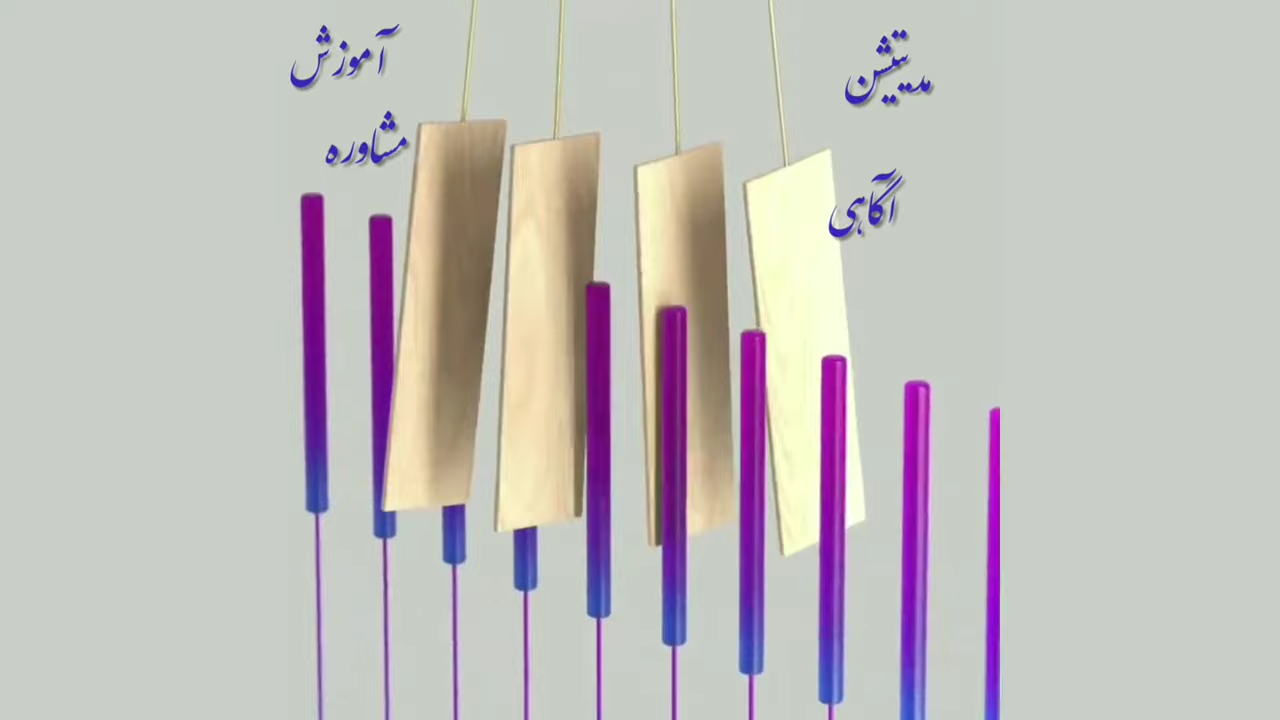 مدیتیشن
آگاهی
آموزش
مشاوره